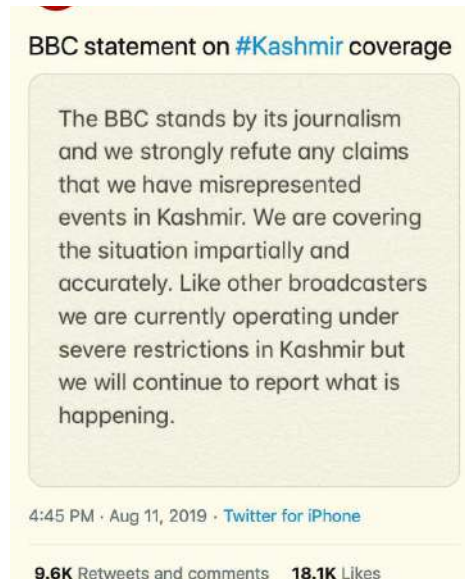 BBC statement on #Kashmir coverage
The BBC stands by its journalism
and we strongly refute any claims
that we have misrepresented
events in Kashmir. We are covering
the situation impartially and
accurately. Like other broadcasters
we are currently operating under
severe restrictions in Kashmir but
we will continue to report what is
happening.
4:45 PM · Aug 11, 2019 · Twitter for iPhone
9.6K Retweets and comments 18.1K Likes